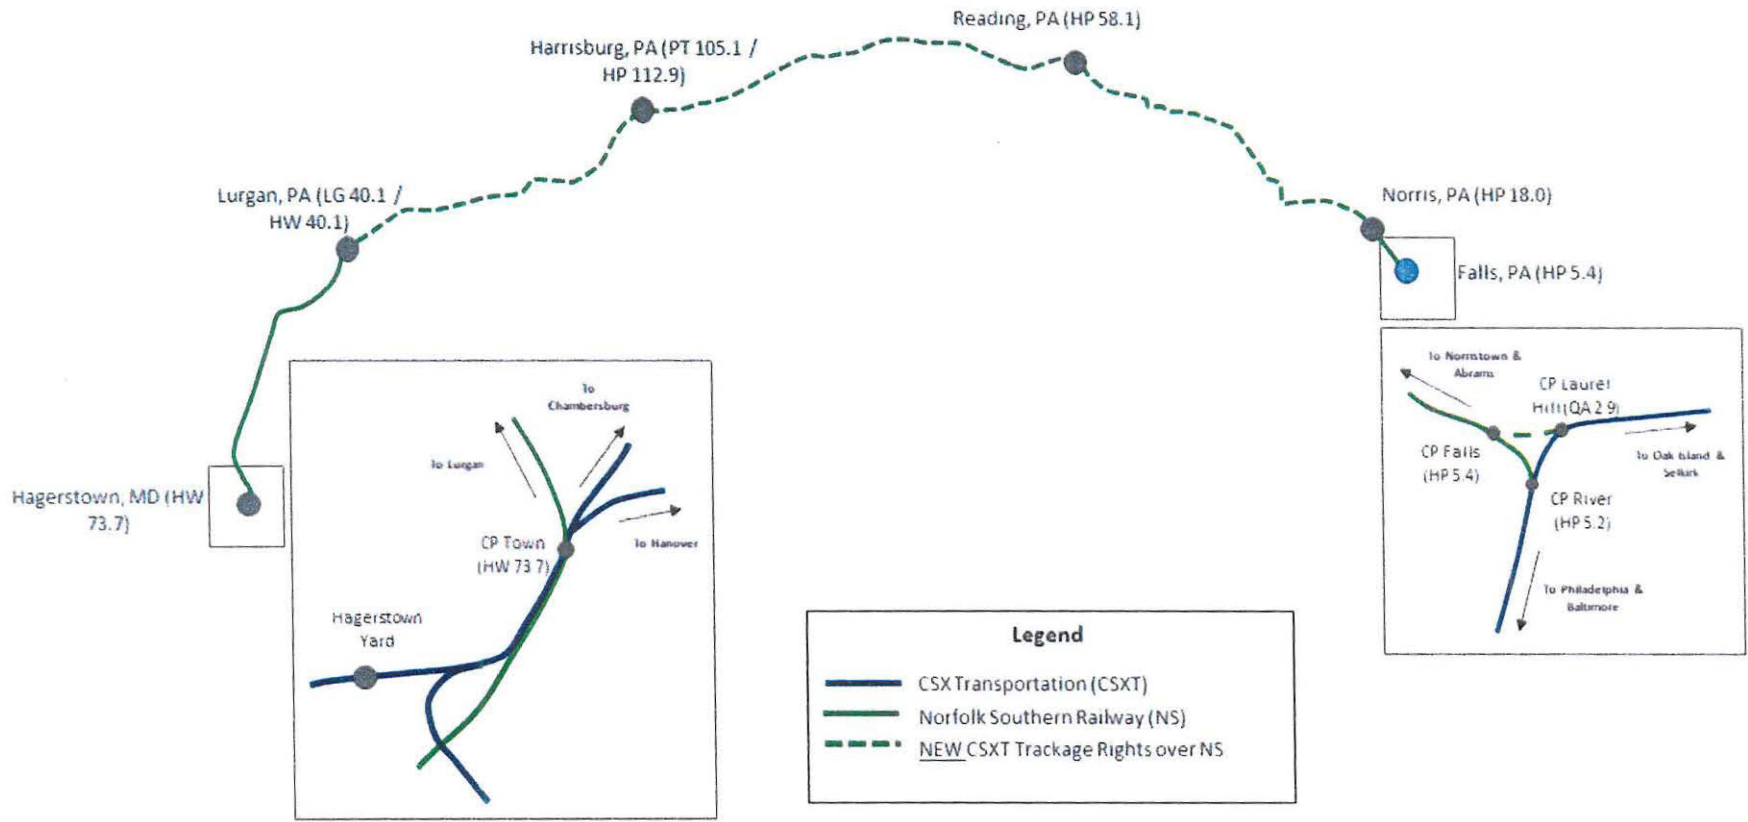 Reading, PA (HP 58.1)
Harrisburg, PA (PT 105.1 /
HP 112.9)
Lurgan, PA (LG 40.1 /
HW 40.1)
Norris, PA (HP 18.0)
Falls, PA (HP 5.4)
Hagerstown, MD (HW
73.7)
To
Chambersburg
To Lurgan
To Hanover
CP Town
(HW 73.7)
Hagerstown
Yard
To Norristown &
Abrams
CP Laurel
Hill (QA 2.9)
CP Falls
(HP 5.4)
To Oak Island &
Selkirk
CP River
(HP 5.2)
To Philadelphia &
Baltimore
Legend
CSX Transportation (CSXT)
Norfolk Southern Railway (NS)
NEW CSXT Trackage Rights over NS